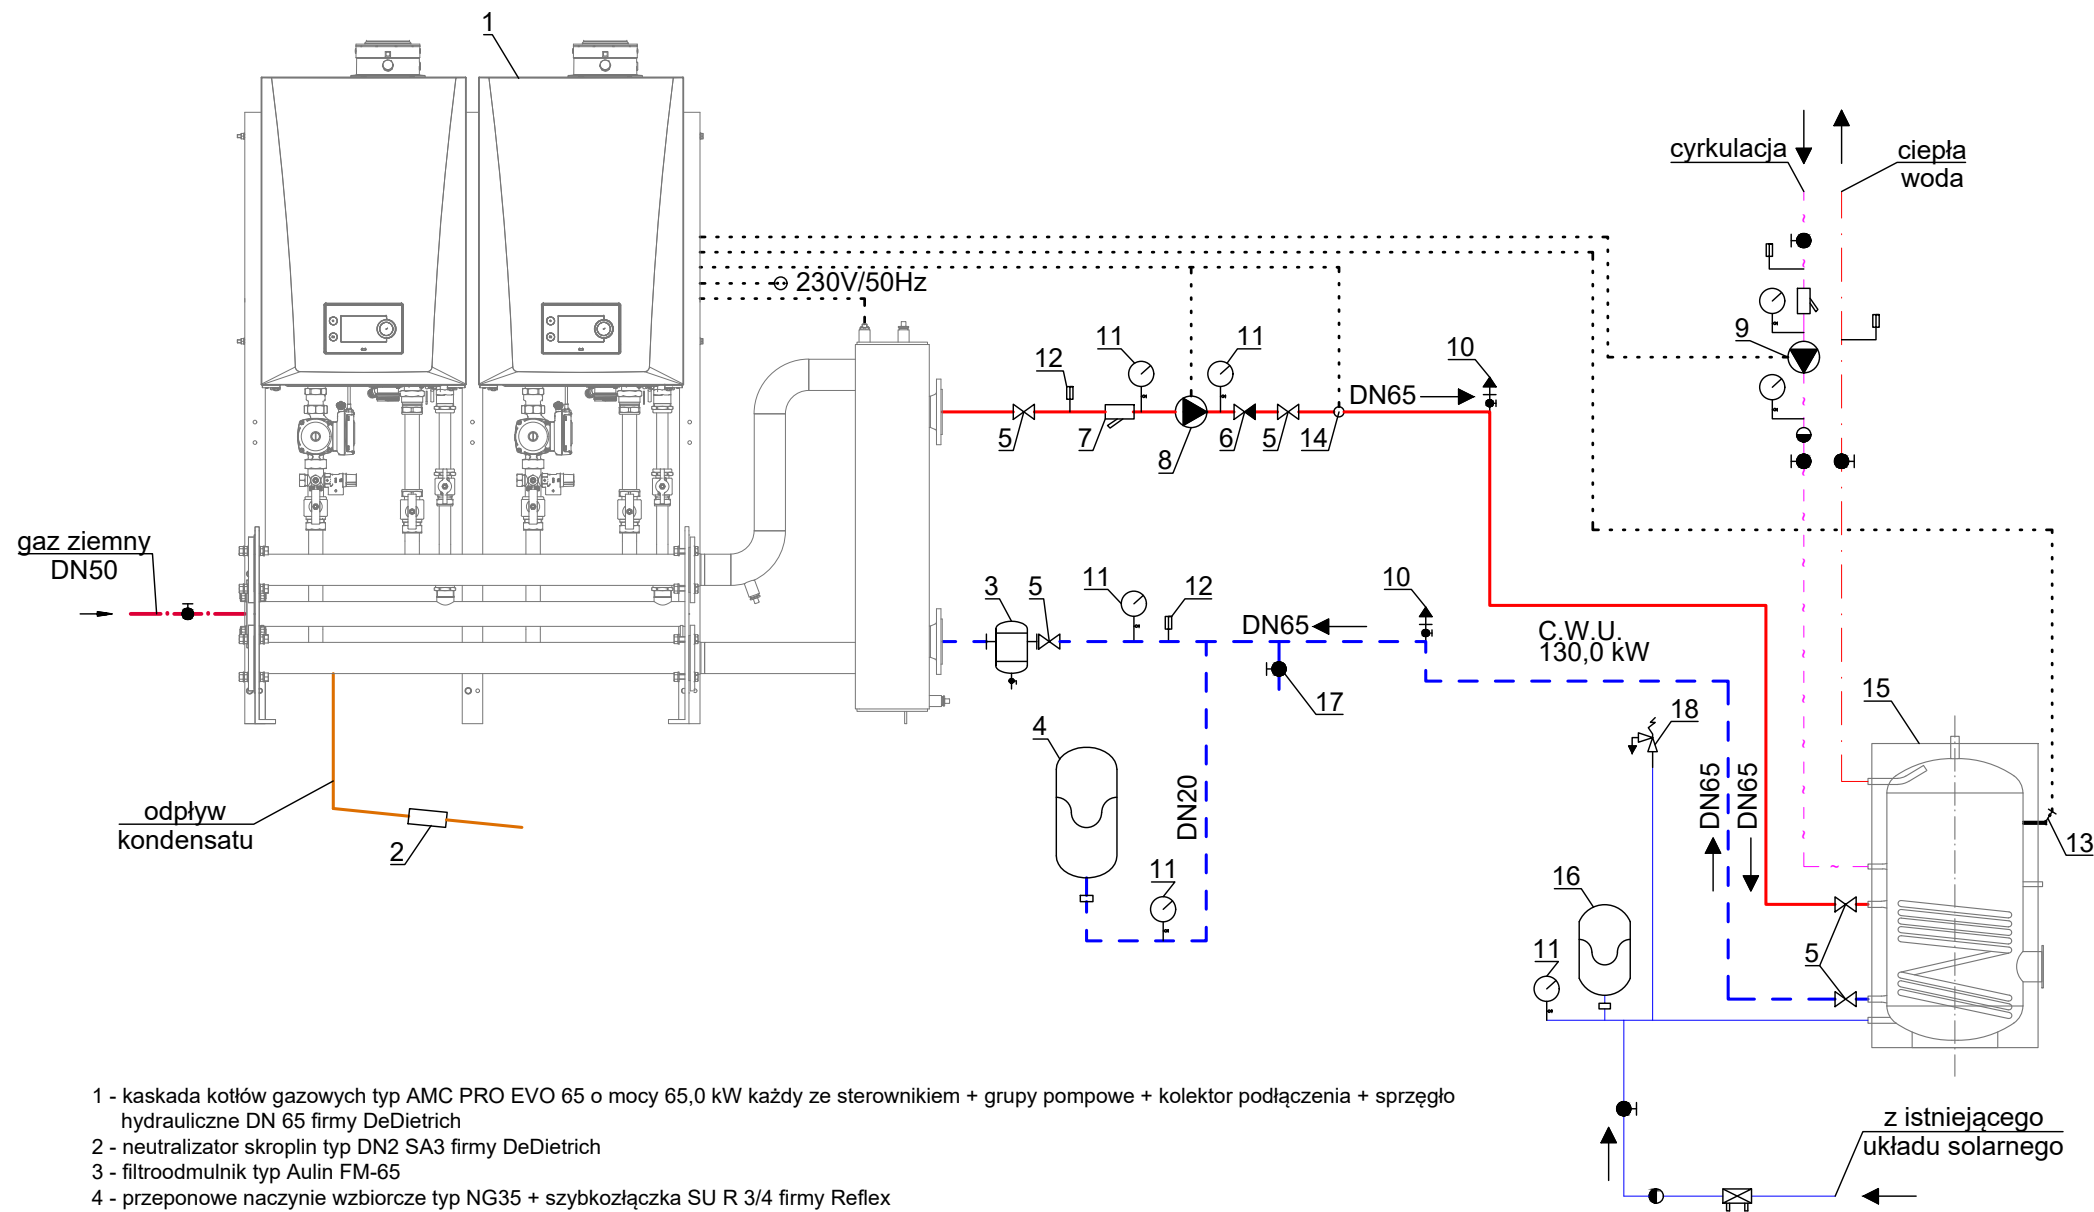 1
cyrkulacja
ciepła
woda
230V/50Hz
11
11
9
12
10
DN65
5
7
8
6
5
14
gaz ziemny
DN50
3
5
11
12
10
DN65
C.W.U.
130,0 kW
17
15
4
18
DN20
DN65
DN65
odpływ
kondensatu
2
13
11
16
11
5
1 - kaskada kotłów gazowych typ AMC PRO EVO 65 o mocy 65,0 kW każdy ze sterownikiem + grupy pompowe + kolektor podłączenia + sprzęgło
hydrauliczne DN 65 firmy DeDietrich
2 - neutralizator skroplin typ DN2 SA3 firmy DeDietrich
3 - filtroodmulnik typ Aulin FM-65
4 - przeponowe naczynie wzbiorcze typ NG35 + szybkozłączka SU R 3/4 firmy Reflex
z istniejącego
układu solarnego